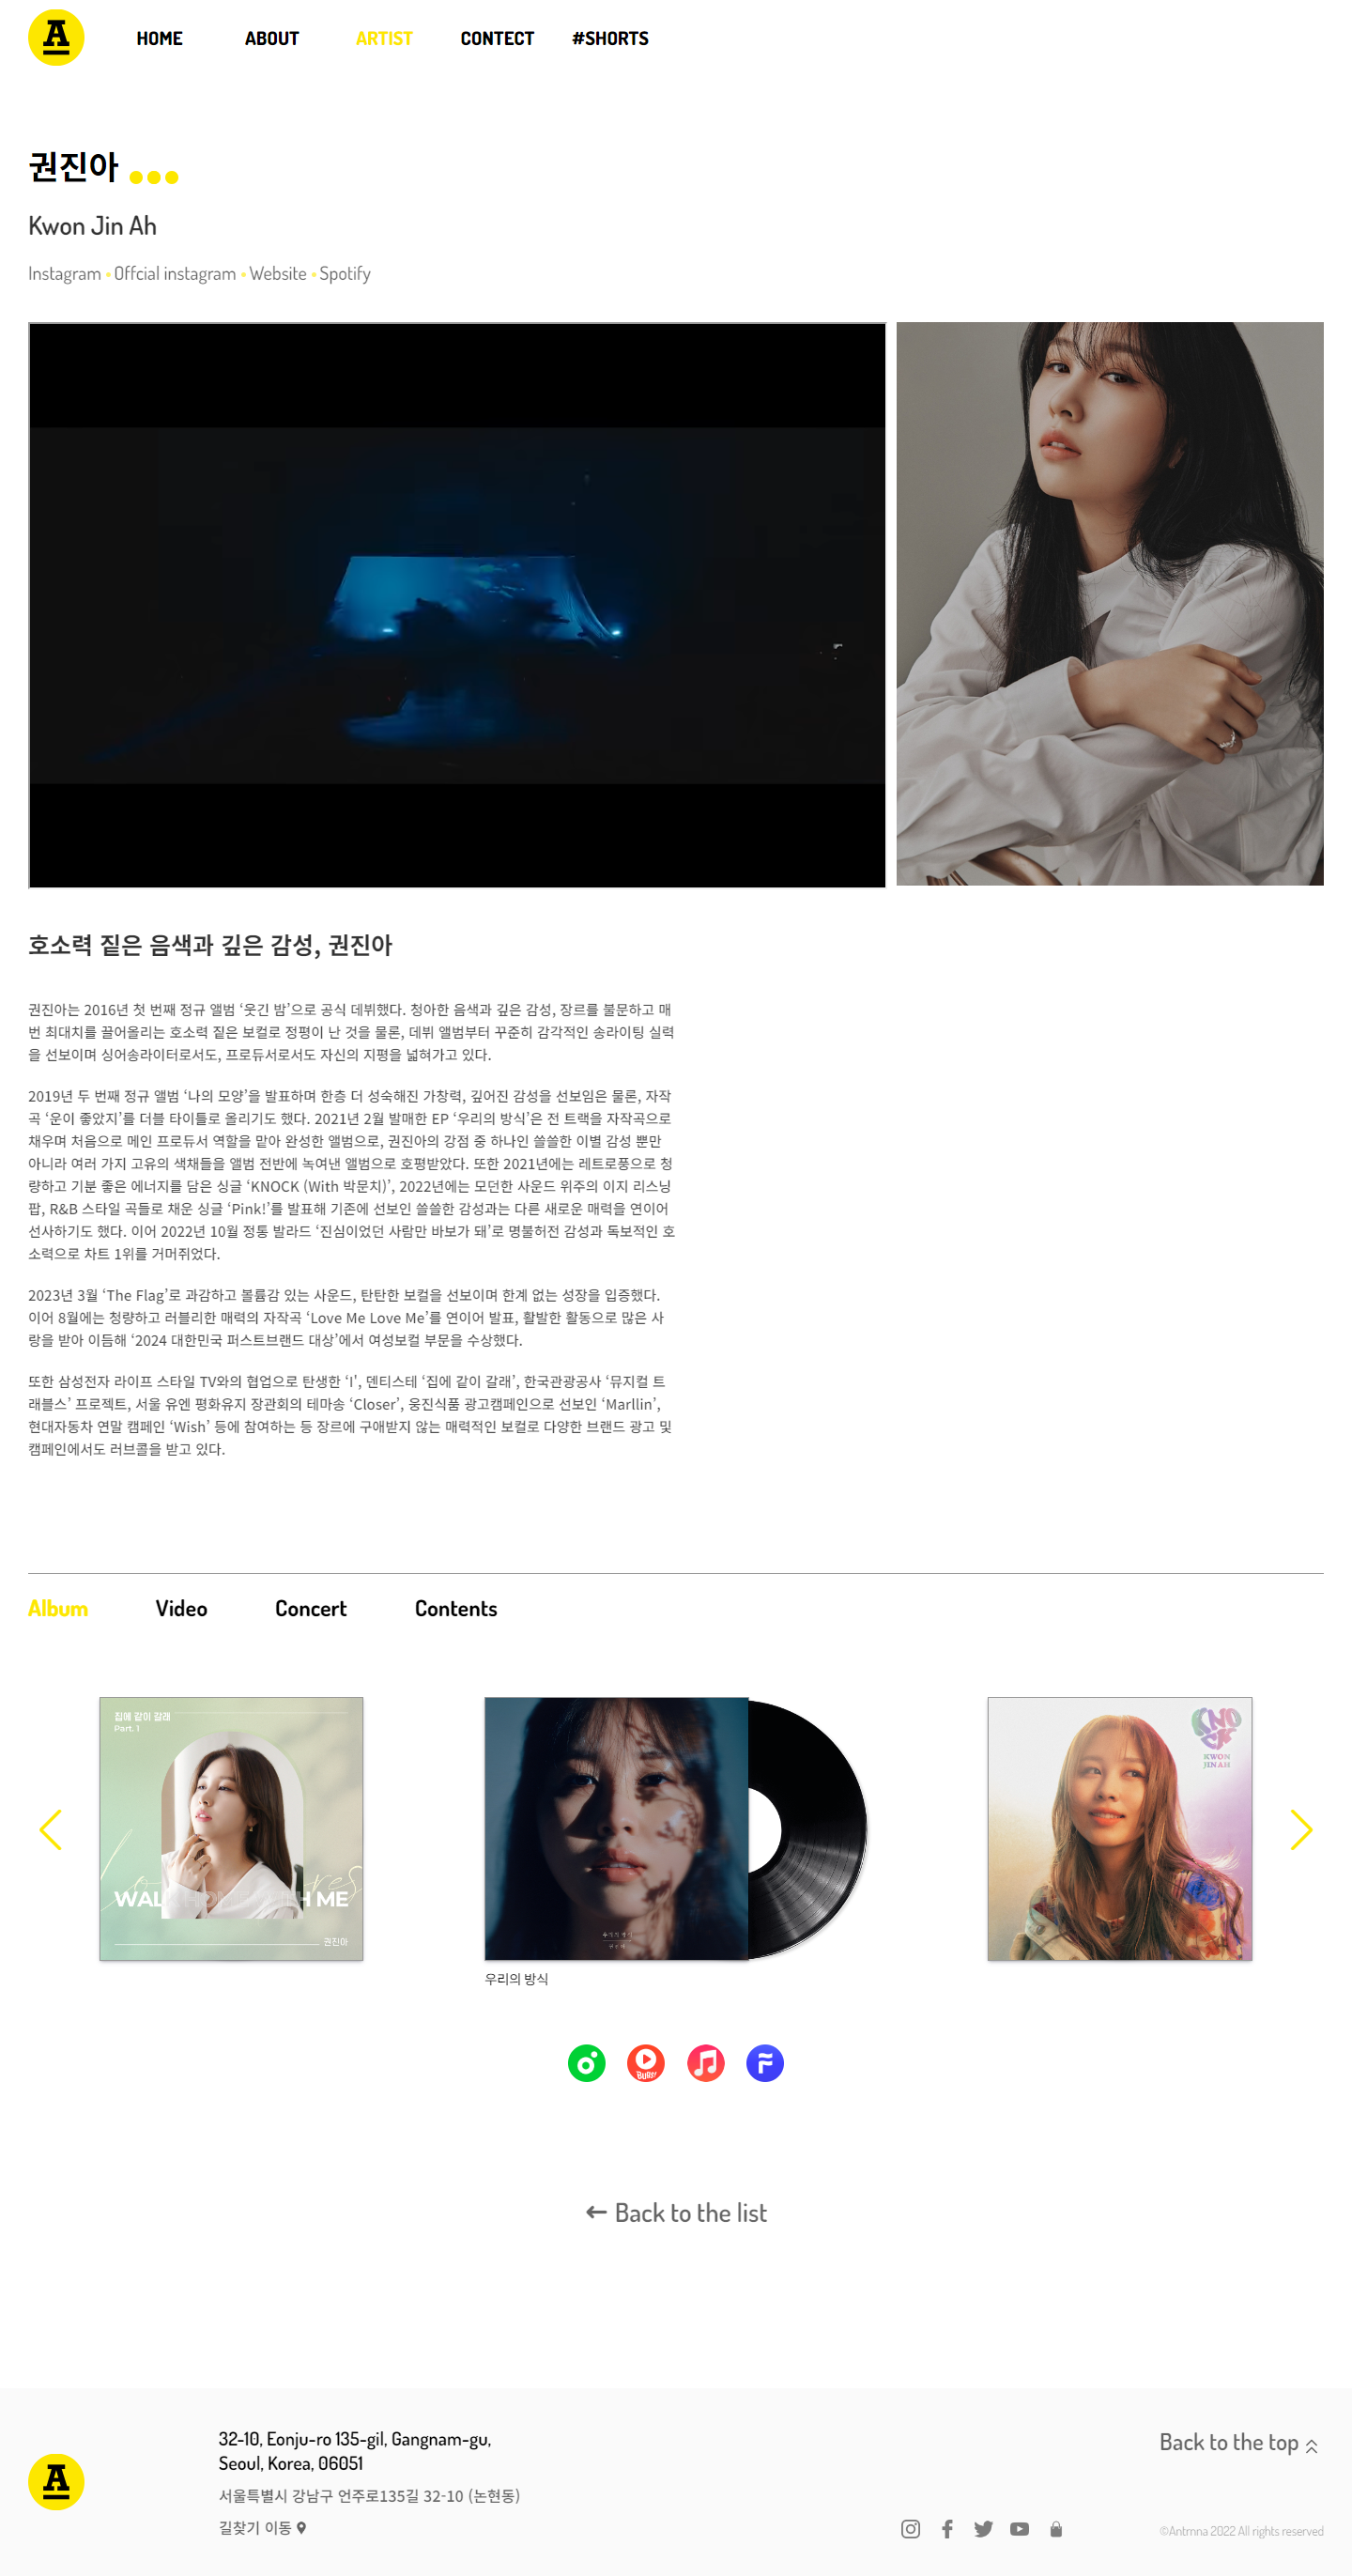 A
HOME ABOUT ARTIST CONTECT #SHORTS
권진아
Kwon Jin Ah
Instagram Offcial instagram Website Spotify
호소력 짙은 음색과 깊은 감성, 권진아
권진아는 2016년 첫 번째 정규 앨범 ‘웃긴 밤’으로 공식 데뷔했다. 청아한 음색과 깊은 감성, 장르를 불문하고 매
번 최대치를 끌어올리는 호소력 짙은 보컬로 정평이 난 것을 물론, 데뷔 앨범부터 꾸준히 감각적인 송라이팅 실력
을 선보이며 싱어송라이터로서도, 프로듀서로서도 자신의 지평을 넓혀가고 있다.
2019년 두 번째 정규 앨범 ‘나의 모양’을 발표하며 한층 더 성숙해진 가창력, 깊어진 감성을 선보임은 물론, 자작
곡 ‘운이 좋았지’를 더블 타이틀로 올리기도 했다. 2021년 2월 발매한 EP ‘우리의 방식’은 전 트랙을 자작곡으로
채우며 처음으로 메인 프로듀서 역할을 맡아 완성한 앨범으로, 권진아의 강점 중 하나인 쓸쓸한 이별 감성 뿐만
아니라 여러 가지 고유의 색채들을 앨범 전반에 녹여낸 앨범으로 호평받았다. 또한 2021년에는 레트로풍으로 청
량하고 기분 좋은 에너지를 담은 싱글 ‘KNOCK (With 박문치)’, 2022년에는 모던한 사운드 위주의 이지 리스닝
팝, R&B 스타일 곡들로 채운 싱글 ‘Pink!’를 발표해 기존에 선보인 쓸쓸한 감성과는 다른 새로운 매력을 연이어
선사하기도 했다. 이어 2022년 10월 정통 발라드 ‘진심이었던 사람만 바보가 돼’로 명불허전 감성과 독보적인 호
소력으로 차트 1위를 거머쥐었다.
2023년 3월 ‘The Flag’로 과감하고 볼륨감 있는 사운드, 탄탄한 보컬을 선보이며 한계 없는 성장을 입증했다.
이어 8월에는 청량하고 러블리한 매력의 자작곡 ‘Love Me Love Me’를 연이어 발표, 활발한 활동으로 많은 사
랑을 받아 이듬해 ‘2024 대한민국 퍼스트브랜드 대상’에서 여성보컬 부문을 수상했다.
또한 삼성전자 라이프 스타일 TV와의 협업으로 탄생한 ‘I', 덴티스테 ‘집에 같이 갈래’, 한국관광공사 ‘뮤지컬 트
래블스’ 프로젝트, 서울 유엔 평화유지 장관회의 테마송 ‘Closer’, 웅진식품 광고캠페인으로 선보인 ‘Marllin’,
현대자동차 연말 캠페인 ‘Wish’ 등에 참여하는 등 장르에 구애받지 않는 매력적인 보컬로 다양한 브랜드 광고 및
캠페인에서도 러브콜을 받고 있다.
Album Video Concert Contents
집에 같이 갈래
Part. 1
WALK HOME WITH ME
권진아
KNOCK
KWON
JIN AH
우리의 방식
BUGS!
← Back to the list
A
32-10, Eonju-ro 135-gil, Gangnam-gu,
Seoul, Korea, 06051
서울특별시 강남구 언주로135길 32-10 (논현동)
길찾기 이동
Back to the top
©Antrnna 2022 All rights reserved